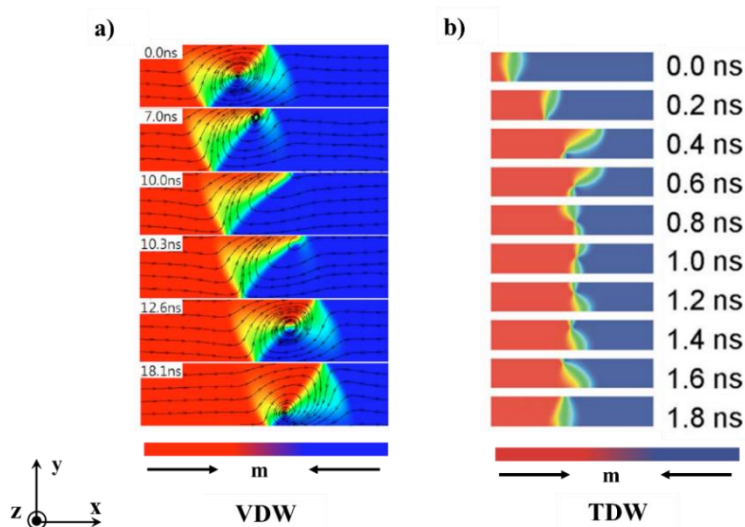 a)
0.0ns
7.0ns
10.0ns
10.3ns
12.6ns
18.1ns
m
VDW
y
z
x
b)
0.0 ns
0.2 ns
0.4 ns
0.6 ns
0.8 ns
1.0 ns
1.2 ns
1.4 ns
1.6 ns
1.8 ns
m
TDW